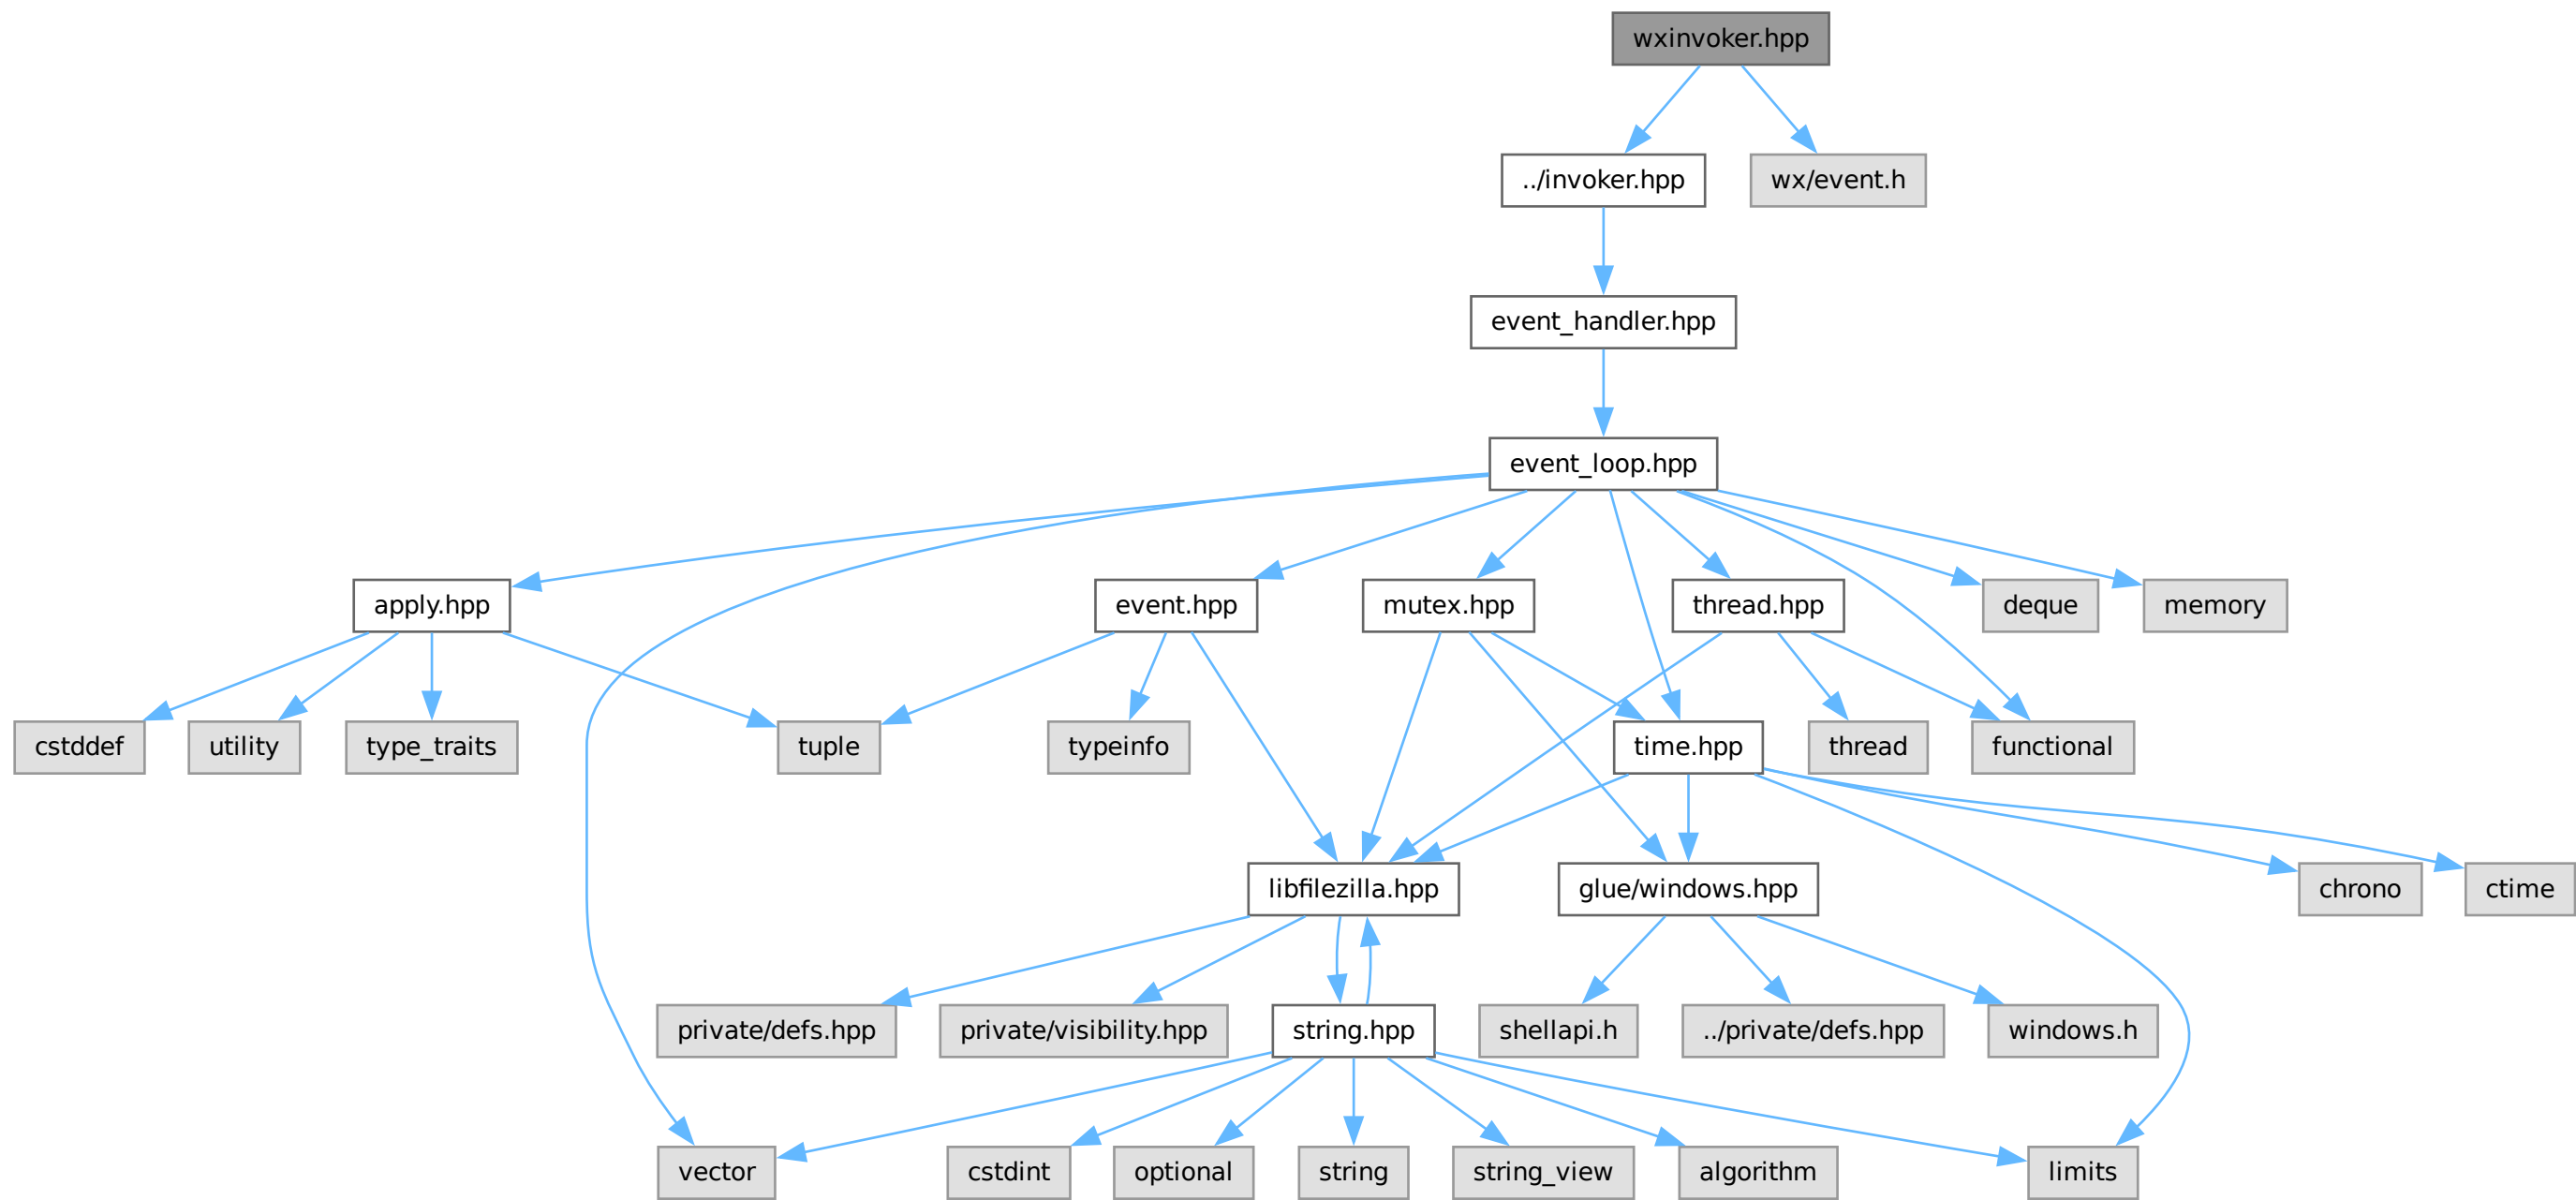 wxinvoker.hpp
../invoker.hpp
wx/event.h
event_handler.hpp
event_loop.hpp
apply.hpp
event.hpp
mutex.hpp
thread.hpp
deque
memory
cstddef
utility
type_traits
tuple
typeinfo
time.hpp
thread
functional
libfilezilla.hpp
glue/windows.hpp
chrono
ctime
private/defs.hpp
private/visibility.hpp
string.hpp
shellapi.h
../private/defs.hpp
windows.h
vector
cstdint
optional
string
string_view
algorithm
limits